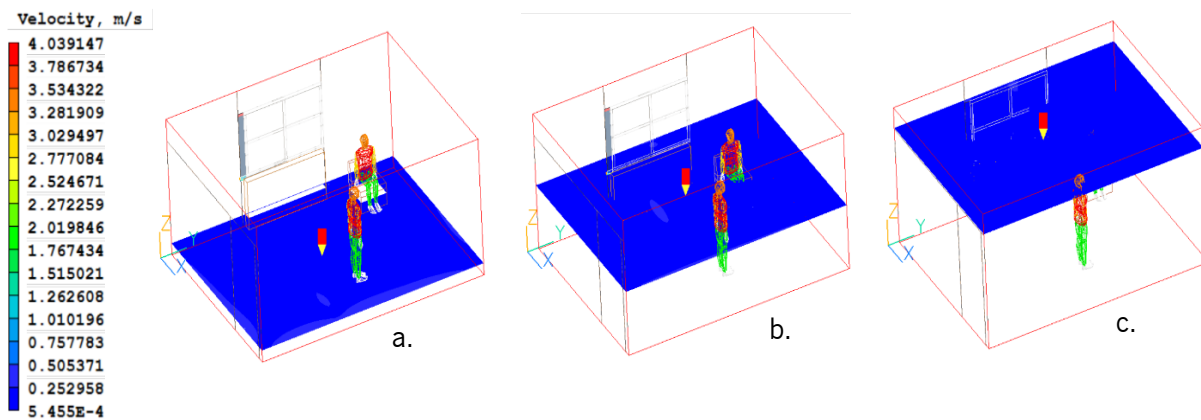 Velocity, m/s
4.039147
3.786734
3.534322
3.281909
3.029497
2.777084
2.524671
2.272259
2.019846
1.767434
1.515021
1.262608
1.010196
0.757783
0.505371
0.252958
5.455E-4
Z
Y
X
a.
Z
Y
X
b.
Z
Y
X
c.